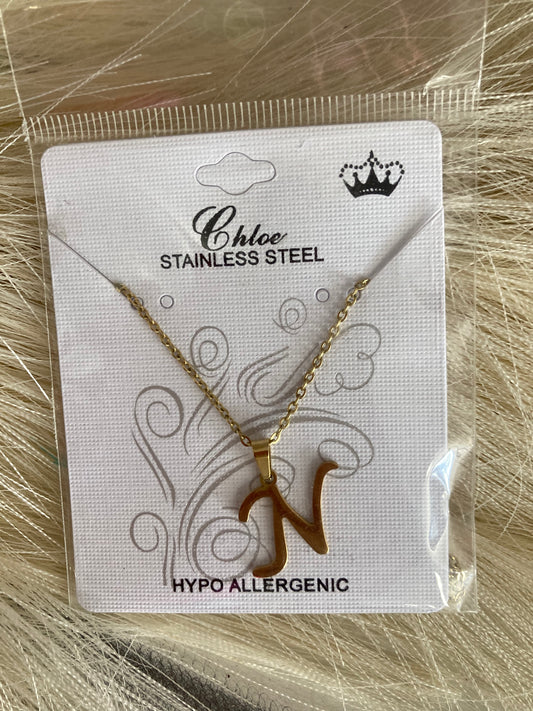 Chloe
STAINLESS STEEL
N
HYPO ALLERGENIC